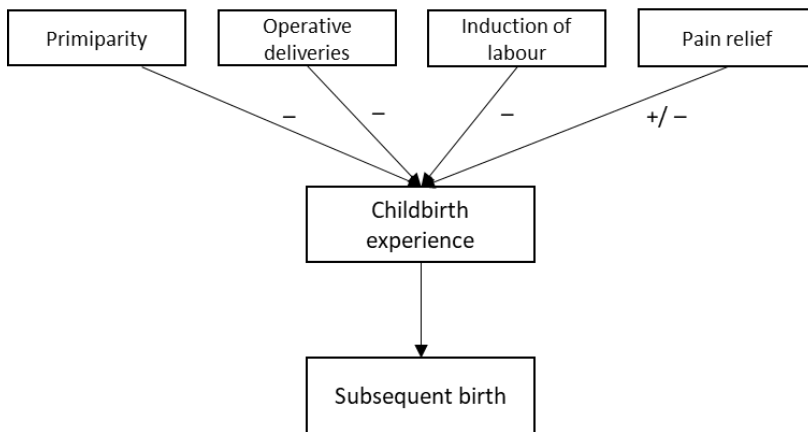 Primiparity
Operative
deliveries
Induction of
labour
Pain relief
–
–
–
+/ –
Childbirth
experience
Subsequent birth